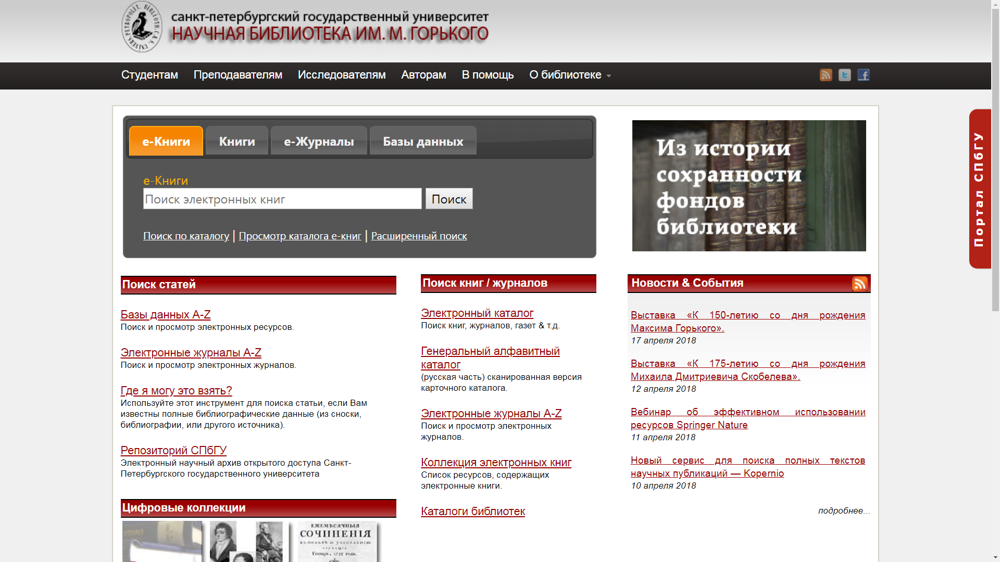 санкт-петербургский государственный университет
НАУЧНАЯ БИБЛИОТЕКА ИМ. М. ГОРЬКОГО
Студентам Преподавателям Исследователям Авторам В помощь О библиотеке
е-Книги Книги е-Журналы Базы данных
е-Книги
Поиск электронных книг Поиск
Поиск по каталогу | Просмотр каталога е-книг | Расширенный поиск
Из истории
сохранности
фондов
библиотеки
Портал СПбГУ
Поиск статей
Базы данных A-Z
Поиск и просмотр электронных ресурсов.
Электронные журналы A-Z
Поиск и просмотр электронных журналов.
Где я могу это взять?
Используйте этот инструмент для поиска статьи, если Вам
известны полные библиографические данные (из сноски,
библиографии, или другого источника).
Репозиторий СПбГУ
Электронный научный архив открытого доступа Санкт-
Петербургского государственного университета
Цифровые коллекции
ЕЖЕМѢСЯЧНЫЯ
СОЧИНЕНІЯ
Генварь, 1755 года.
Поиск книг / журналов
Электронный каталог
Поиск книг, журналов, газет & т.д.
Генеральный алфавитный
каталог
(русская часть) сканированная версия
карточного каталога.
Электронные журналы A-Z
Поиск и просмотр электронных
журналов.
Коллекция электронных книг
Список ресурсов, содержащих
электронные книги.
Каталоги библиотек
Новости & События
Выставка «К 150-летию со дня рождения
Максима Горького».
17 апреля 2018
Выставка «К 175-летию со дня рождения
Михаила Дмитриевича Скобелева».
12 апреля 2018
Вебинар об эффективном использовании
ресурсов Springer Nature
11 апреля 2018
Новый сервис для поиска полных текстов
научных публикаций — Kopernio
10 апреля 2018
подробнее...